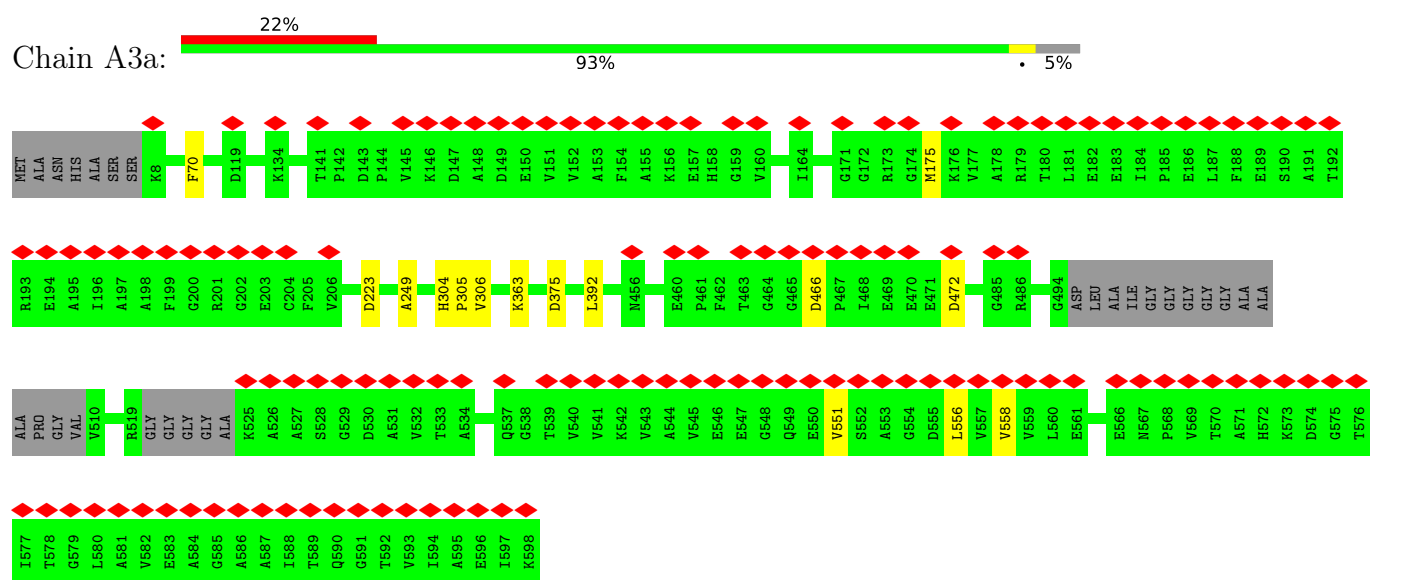 22%
Chain A3a:
93% • 5%
MET ALA ASN HIS ALA SER SER K8 F70 D119 K134 T141 P142 D143 P144 V145 K146 D147 A148 D149 E150 V151 V152 A153 F154 A155 K156 E157 H158 G159 V160 I164 G171 G172 R173 G174 M175 K176 V177 A178 R179 T180 L181 E182 E183 I184 P185 E186 L187 F188 E189 S190 A191 T192
R193 E194 A195 I196 A197 A198 F199 G200 R201 G202 E203 C204 F205 V206 D223 A249 H304 P305 V306 K363 D375 L392 N456 E460 P461 F462 T463 G464 G465 D466 P467 I468 E469 E470 E471 D472 G485 R486 G494 ASP LEU ALA ILE GLY GLY GLY GLY ALA ALA
ALA PRO GLY VAL V510 R519 GLY GLY GLY GLY ALA K525 A526 A527 S528 G529 D530 A531 V532 T533 A534 Q537 G538 T539 V540 V541 K542 V543 A544 V545 E546 E547 G548 Q549 E550 V551 S552 A553 G554 D555 L556 V557 V558 V559 L560 E561 E566 N567 P568 V569 T570 A571 H572 K573 D574 G575 T576
I577 T578 G579 L580 A581 V582 E583 A584 G585 A586 A587 I588 T589 Q590 G591 T592 V593 I594 A595 E596 I597 K598